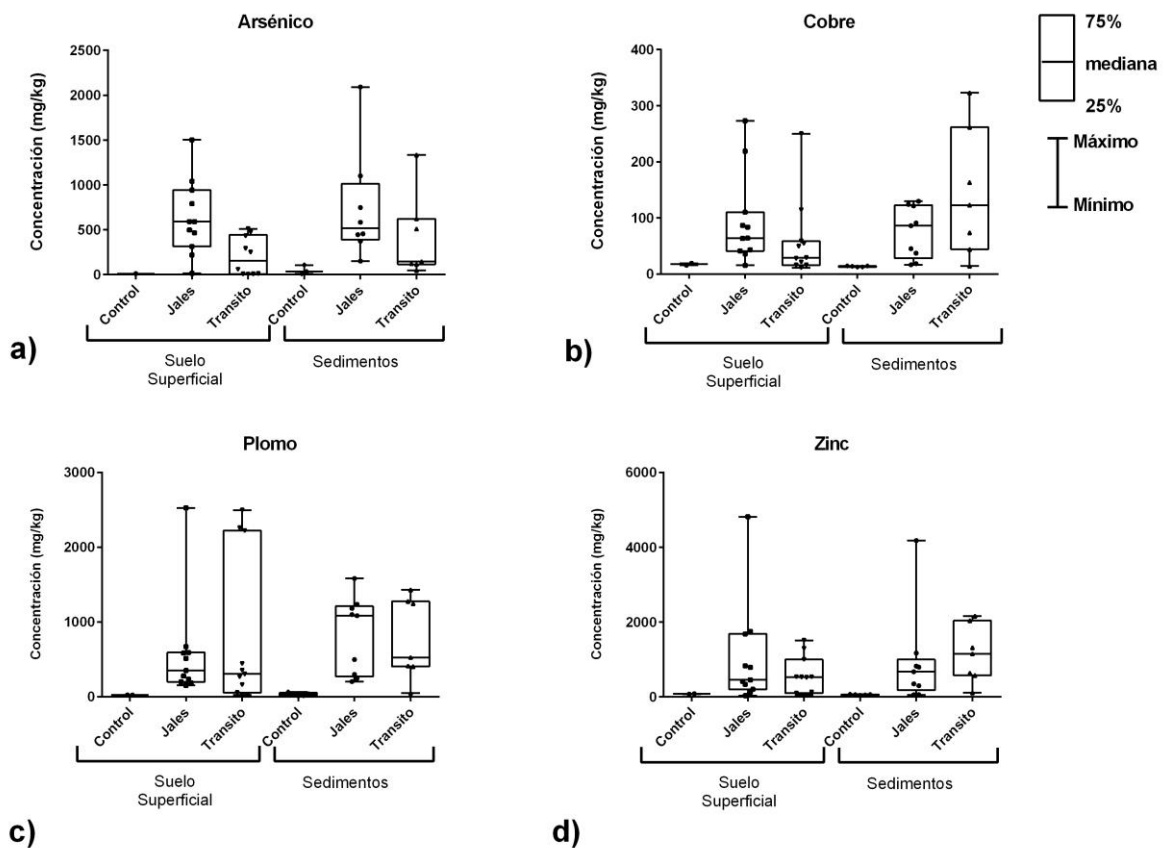 Arsénico
Concentración (mg/kg)
2500
2000
1500
1000
500
0
Control
Jales
Transito
Control
Jales
Transito
Suelo
Superficial
Sedimentos
a)
Cobre
Concentración (mg/kg)
400
300
200
100
0
Control
Jales
Transito
Control
Jales
Transito
Suelo
Superficial
Sedimentos
b)
75%
mediana
25%
Máximo
Mínimo
Plomo
Concentración (mg/kg)
3000
2000
1000
0
Control
Jales
Transito
Control
Jales
Transito
Suelo
Superficial
Sedimentos
c)
Zinc
Concentración (mg/kg)
6000
4000
2000
0
Control
Jales
Transito
Control
Jales
Transito
Suelo
Superficial
Sedimentos
d)